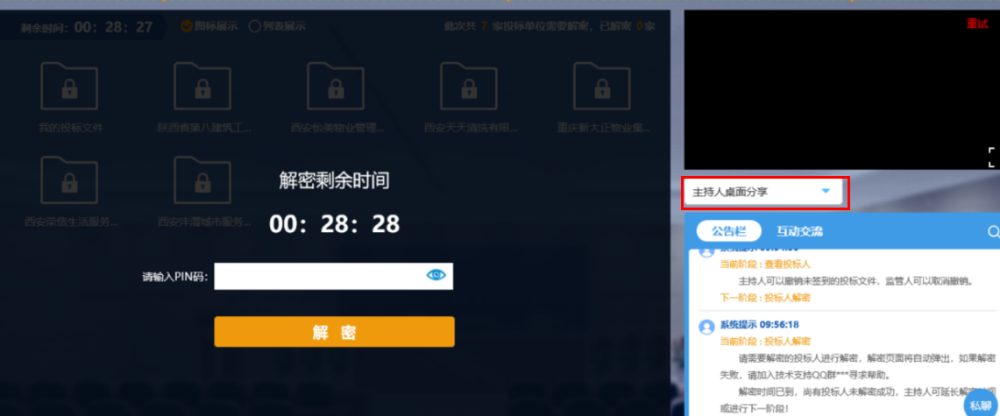 剩余时间：00：28：27
图标展示 列表展示
此次共 7 家投标单位需要解密，已解密 0家
我的投标文件
陕西省第八建筑工...
西安怡美物业管理...
西安天天清洗有限...
重庆新大正物业集...
西安荣信生活服务...
西安沣渭城市服务...
解密剩余时间
00：28：28
请输入PIN码：
解 密
重试
主持人桌面分享
公告栏 互动交流
当前阶段：查看投标人
主持人可以撤销未签到的投标文件，监管人可以取消撤销。
下一阶段：投标人解密
系统提示 09:56:18
当前阶段：投标人解密
请需要解密的投标人进行解密，解密页面将自动弹出，如果解密
失败，请加入技术支持QQ群***寻求帮助。
解密时间已到，尚有投标人未解密成功，主持人可延长解
或进行下一阶段！
私聊